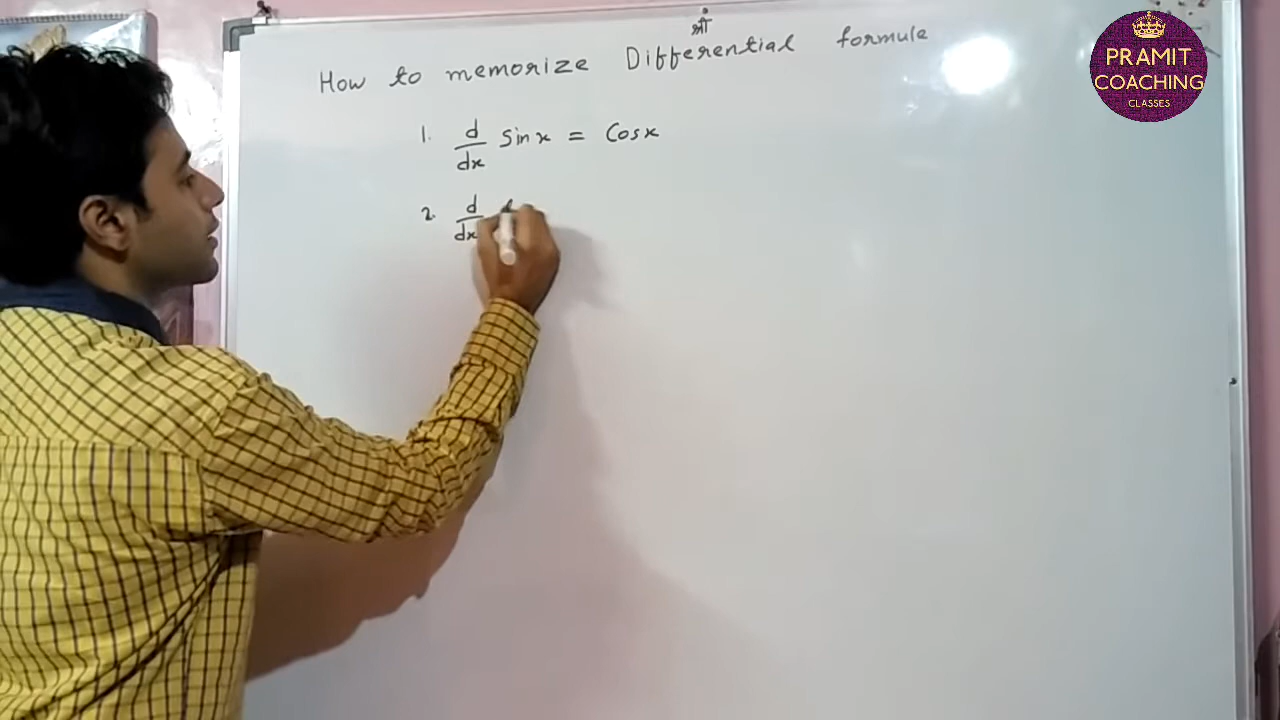 श्रीं
How to memorize Differential formule
1. d/dx Sin x = Cos x
2. d/dx
PRAMIT
COACHING
CLASSES